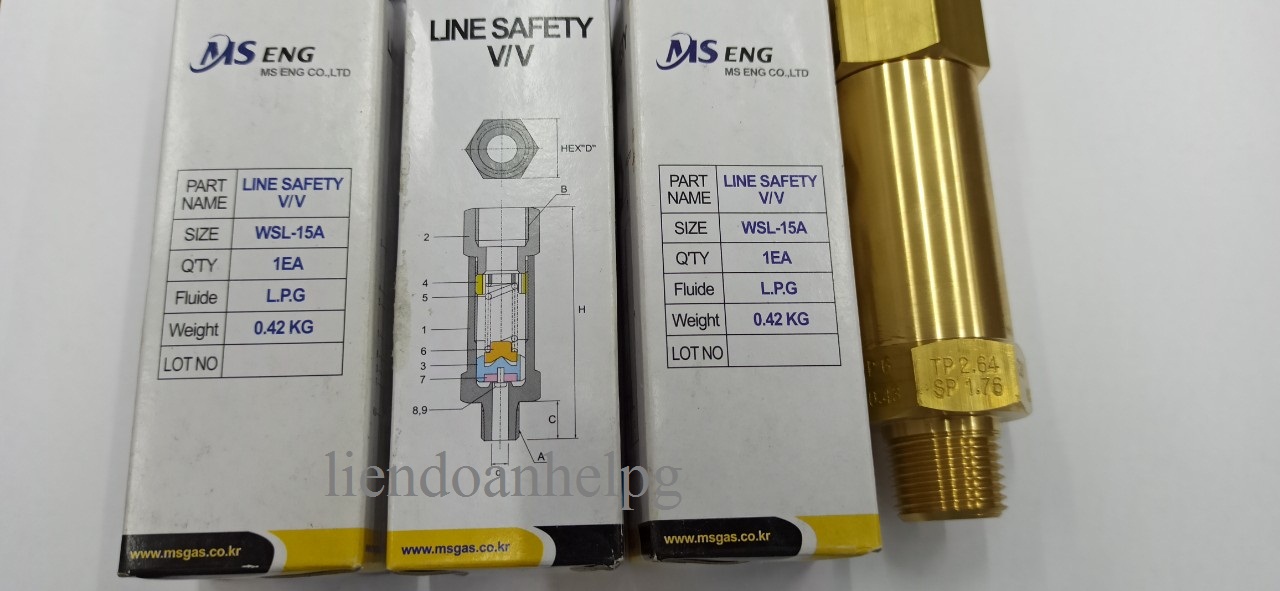 MS ENG
MS ENG CO.,LTD
PART NAME
LINE SAFETY V/V
SIZE
WSL-15A
Q'TY
1EA
Fluide
L.P.G
Weight
0.42 KG
LOT NO
www.msgas.co.kr
LINE SAFETY
V/V
HEX"D"
B
2
4
5
H
1
6
3
7
8,9
C
A
www.msgas.co.kr
MS ENG
MS ENG CO.,LTD
PART NAME
LINE SAFETY V/V
SIZE
WSL-15A
Q'TY
1EA
Fluide
L.P.G
Weight
0.42 KG
LOT NO
www.msgas.co.kr
TP 2.64
SP 1.76
liendoanhelpg